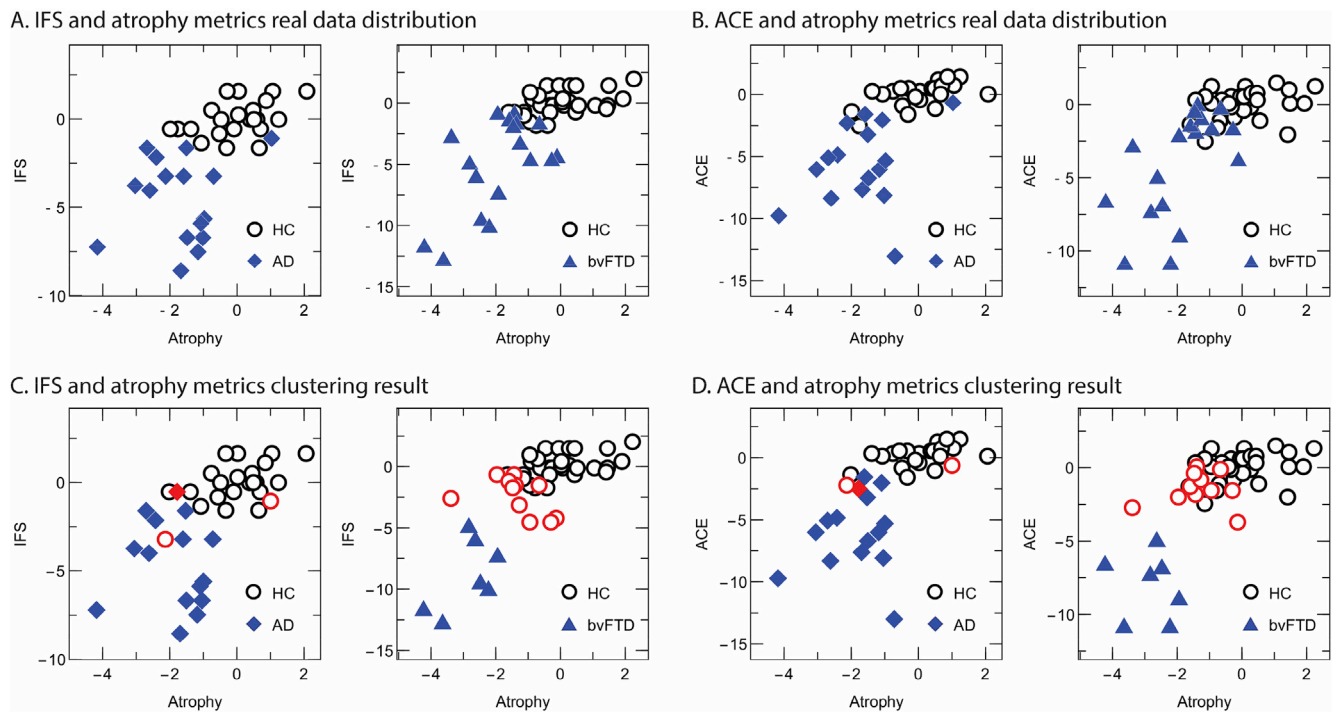 A. IFS and atrophy metrics real data distribution
B. ACE and atrophy metrics real data distribution
0
- 5
- 10
IFS
- 4
- 2
0
2
Atrophy
HC
AD
0
- 5
- 10
- 15
IFS
- 4
- 2
0
2
Atrophy
HC
bvFTD
0
- 5
- 10
- 15
ACE
- 4
- 2
0
2
Atrophy
HC
AD
0
- 5
- 10
ACE
- 4
- 2
0
2
Atrophy
HC
bvFTD
C. IFS and atrophy metrics clustering result
D. ACE and atrophy metrics clustering result
0
−5
−10
IFS
−4
−2
0
2
Atrophy
HC
AD
0
−5
−10
−15
IFS
−4
−2
0
2
Atrophy
HC
bvFTD
0
−5
−10
−15
ACE
−4
−2
0
2
Atrophy
HC
AD
0
−5
−10
ACE
−4
−2
0
2
Atrophy
HC
bvFTD